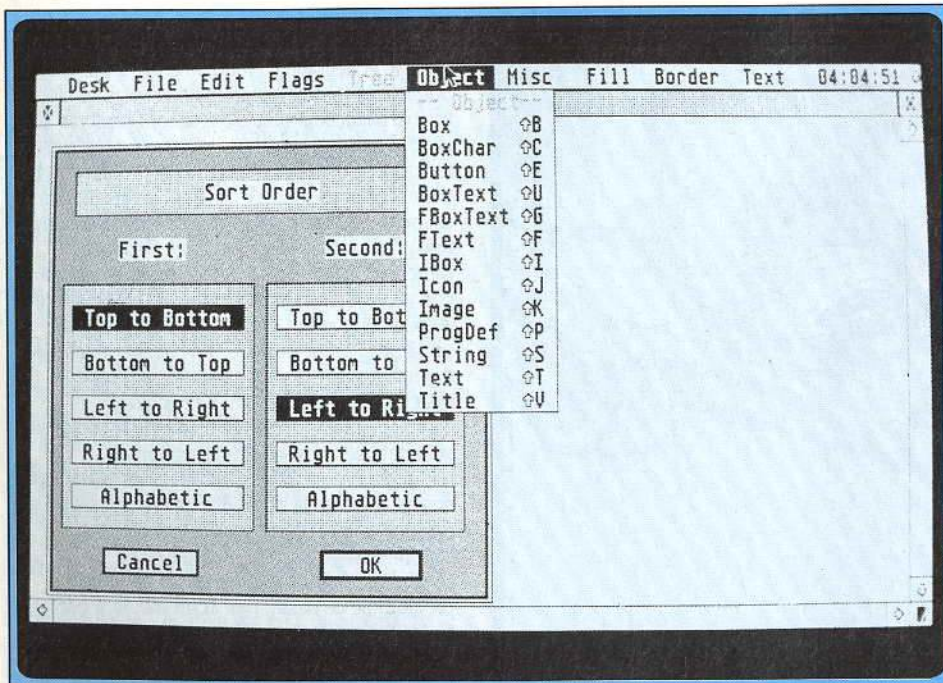 Desk File Edit Flags Tree Object Misc Fill Border Text 04:04:51
-- Object--
Box ⇧B
BoxChar ⇧C
Button ⇧E
BoxText ⇧U
FBoxText ⇧G
FText ⇧F
IBox ⇧I
Icon ⇧J
Image ⇧K
ProgDef ⇧P
String ⇧S
Text ⇧T
Title ⇧V
Sort Order
First: Second:
Top to Bottom
Bottom to Top
Left to Right
Right to Left
Alphabetic
Top to Bot
Bottom to
Left to Right
Right to Left
Alphabetic
Cancel OK